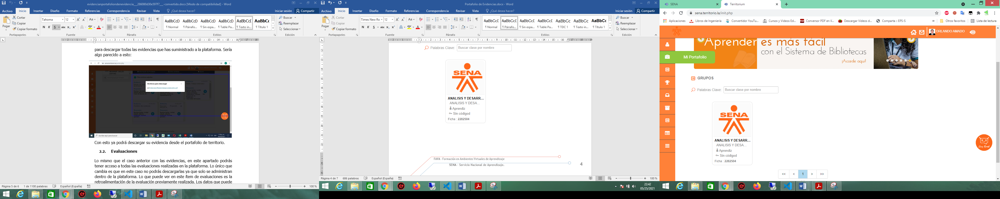 evidencianportafoliondenevidencia__286080d30e597f7__-convertido.docx [Modo de compatibilidad] - Word
Archivo Inicio Insertar Diseño Formato Referencias Correspondencia Revisar Vista ¿Qué desea hacer? Iniciar sesión Compartir
Pegar Cortar
Copiar
Copiar formato
Tahoma 12
N K S abc x₂ x²
AaBbCcD AaBbCcD AaBbCcD AaBbCcD AaBbCcD AaBbCc
¶ Normal ¶ Párrafo... ¶ Sin espa... ¶ Table Pa... ¶ Texto in... ¶ Título 1
Buscar
Reemplazar
Seleccionar
Portapapeles Fuente Párrafo Estilos Edición
para descargar todas las evidencias que has suministrado a la plataforma. Sería
algo parecido a esto:
Archivos para descargar
Escribe aquí para buscar
Con esto ya podrá descargar su evidencia desde el portafolio de territorio.
2.2. Evaluaciones
Lo mismo que el caso anterior con las evidencias, en este apartado podrás
tener acceso a todas las evaluaciones realizadas en la plataforma. Lo único que
cambia es que en este caso no podrás descargarlas ya que solo se administran
dentro de la plataforma. Lo que puede ver en este ítem de evaluaciones es la
retroalimentación de la evaluación previamente realizada. Los datos que puede
Página 5 de 6 1 de 1100 palabras Español (España) 100 %
Portafolio de Evidencias.docx - Word
Archivo Inicio Insertar Diseño Formato Referencias Correspondencia Revisar Vista ¿Qué desea hacer? Iniciar sesión Compartir
Pegar Cortar
Copiar
Copiar formato
Times New Ro 12
N K S abc x₂ x²
AaBbCcI AaBbCcI AaBbCcI AaBbCcI AaBbCc AaBbCc AaBbCc
¶ Normal ¶ Párrafo... ¶ Sin espa... ¶ Table Pa... ¶ TDC 1 ¶ Texto in... ¶ Título 1
Buscar
Reemplazar
Seleccionar
Portapapeles Fuente Párrafo Estilos Edición
Palabras Clave: Buscar clase por nombre
SENA
ANALISIS Y DESARR...
ANALISIS Y DESA...
Aprendiz
Sin códigod
Ficha : 2282504
FAVA - Formación en Ambientes Virtuales de Aprendizaje
SENA - Servicio Nacional de Aprendizaje.
4
Página 4 de 7 686 palabras Español (España) 100 %
22:42
05/25/2021
SENA Territorium
sena.territorio.la/init.php
Aplicaciones Libros de Ingeniería Convertidor YouTu... Cursos y Videos Ed... Conversor PDF en lí... Descargar Videos d... Comparta :: EPS-S » Otros favoritos Lista de lectura
ORLANDO AMADO
Aprender es más fácil
con el Sistema de Bibliotecas
¡Accede aquí!
Mi Portafolio
GRUPOS
Palabras Clave: Buscar clase por nombre
SENA
ANALISIS Y DESARR...
ANALISIS Y DESA...
Aprendiz
Sin códigod
Ficha : 2282504
¡Soy Eva!
<< < 1 > >>